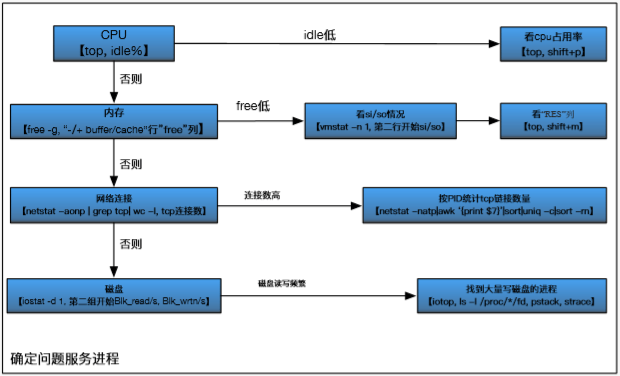 CPU
【top, idle%】
idle低
看cpu占用率
【top, shift+p】
否则
内存
【free -g, "-/+ buffer/cache"行"free"列】
free低
看si/so情况
【vmstat -n 1, 第二行开始si/so】
看"RES"列
【top, shift+m】
否则
网络连接
【netstat -aonp | grep tcp| wc -l, tcp连接数】
连接数高
按PID统计tcp链接数量
【netstat -natp|awk '{print $7}'|sort|uniq -c|sort -rn】
否则
磁盘
【iostat -d 1, 第二组开始Blk_read/s, Blk_wrtn/s】
磁盘读写频繁
找到大量写磁盘的进程
【iotop, ls -l /proc/*/fd, pstack, strace】
确定问题服务进程